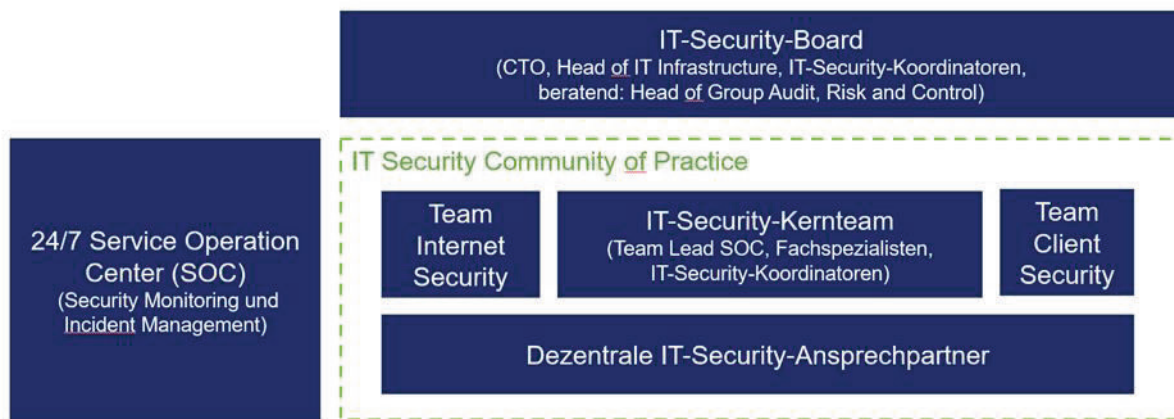 IT-Security-Board
(CTO, Head of IT Infrastructure, IT-Security-Koordinatoren,
beratend: Head of Group Audit, Risk and Control)
24/7 Service Operation
Center (SOC)
(Security Monitoring und
Incident Management)
IT Security Community of Practice
Team
Internet
Security
IT-Security-Kernteam
(Team Lead SOC, Fachspezialisten,
IT-Security-Koordinatoren)
Team
Client
Security
Dezentrale IT-Security-Ansprechpartner